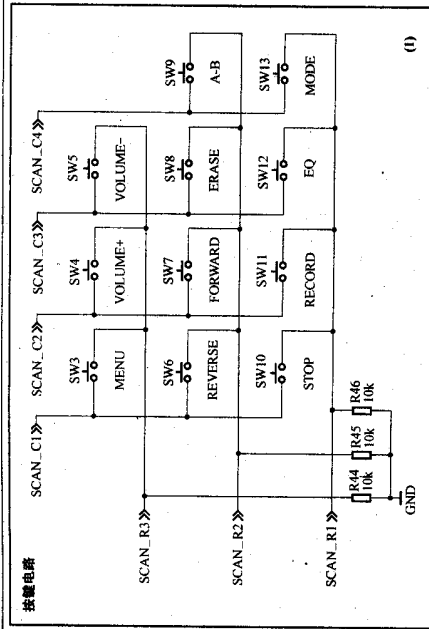 按键电路
SCAN_C1
SCAN_C2
SCAN_C3
SCAN_C4
SW3
MENU
SW4
VOLUME+
SW5
VOLUME−
SW6
REVERSE
SW7
FORWARD
SW8
ERASE
SW9
A-B
SW10
STOP
SW11
RECORD
SW12
EQ
SW13
MODE
SCAN_R3
SCAN_R2
SCAN_R1
R44
10k
R45
10k
R46
10k
GND
(1)